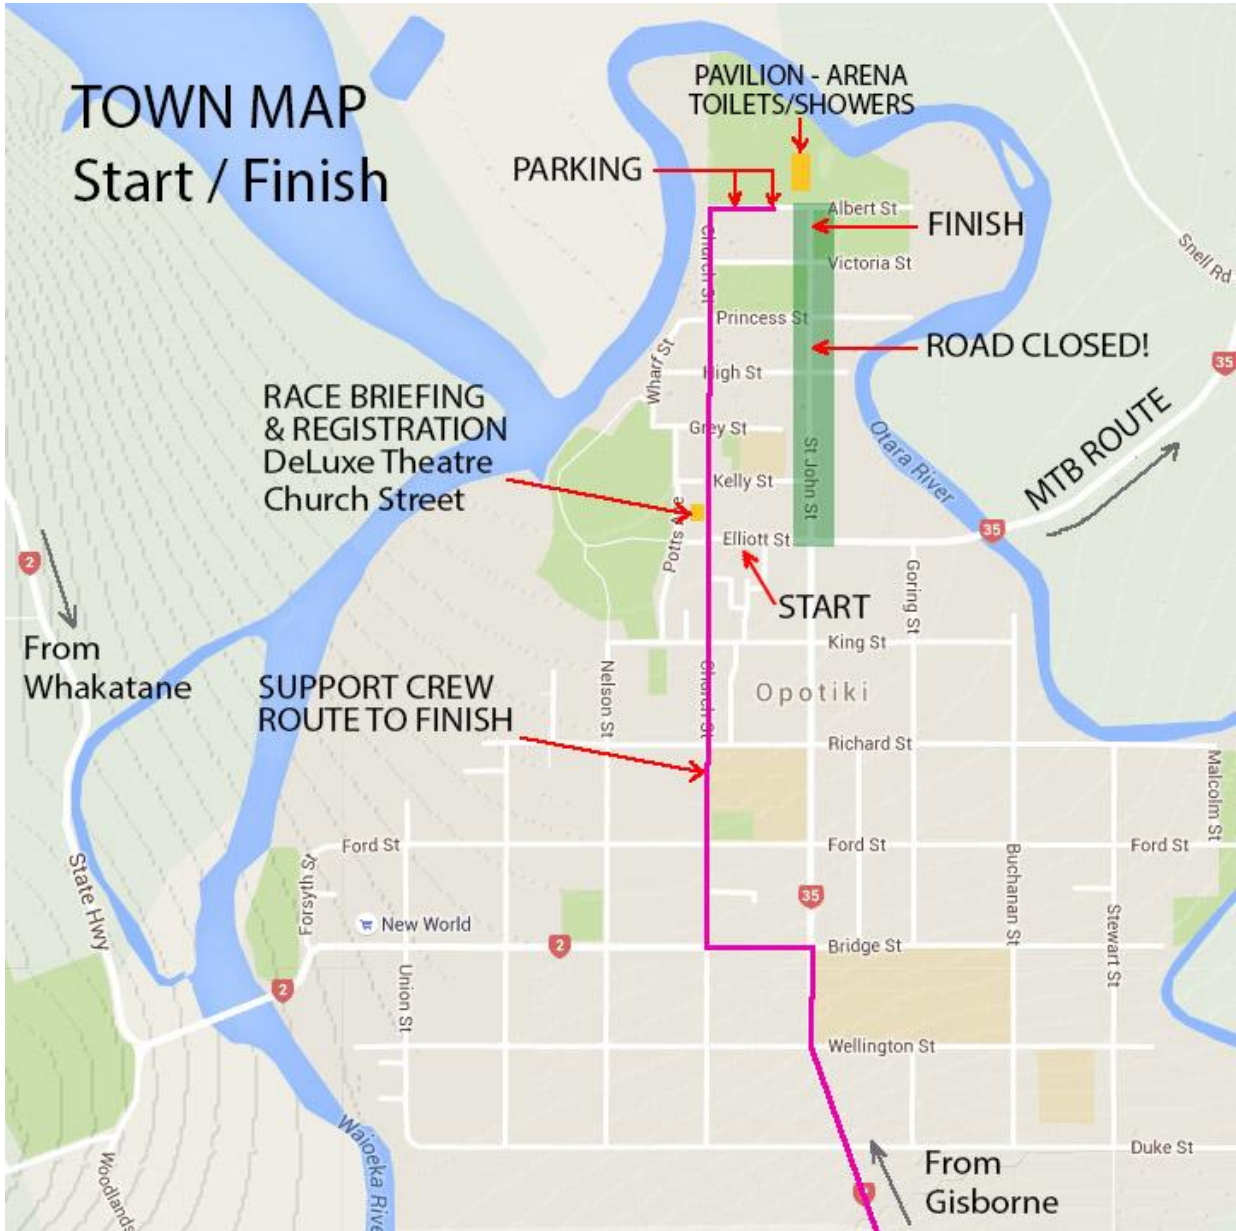 TOWN MAP
Start / Finish
PAVILION - ARENA
TOILETS/SHOWERS
PARKING
Albert St
FINISH
Church St
Victoria St
Snell Rd
Princess St
ROAD CLOSED!
35
Wharf St
High St
RACE BRIEFING
& REGISTRATION
DeLuxe Theatre
Church Street
Grey St
MTB ROUTE
Otara River
St John St
Kelly St
Potts Ave
Elliott St
35
2
START
Goring St
From
Whakatane
King St
SUPPORT CREW
ROUTE TO FINISH
Nelson St
Church St
Opotiki
Richard St
Malcolm St
Ford St
Ford St
Ford St
State Hwy
Forsyth St
35
Buchanan St
Stewart St
New World
2
Bridge St
2
Union St
Wellington St
Waioeka River
Duke St
Woodlands
From
Gisborne